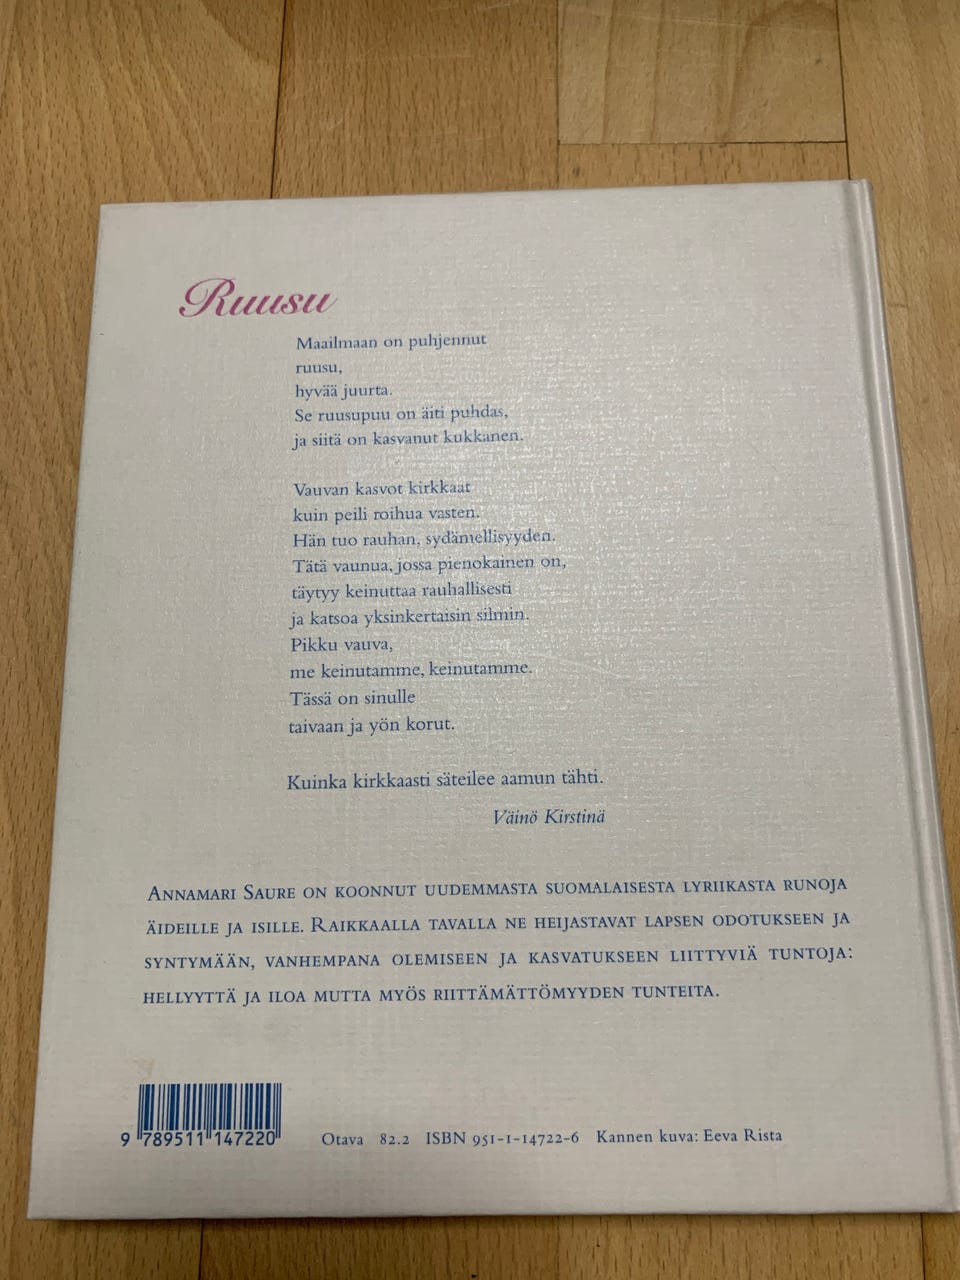 Ruusu
Maailmaan on puhjennut
ruusu,
hyvää juurta.
Se ruusupuu on äiti puhdas,
ja siitä on kasvanut kukkanen.
Vauvan kasvot kirkkaat
kuin peili roihua vasten.
Hän tuo rauhan, sydämellisyyden.
Tätä vaunua, jossa pienokainen on,
täytyy keinuttaa rauhallisesti
ja katsoa yksinkertaisin silmin.
Pikku vauva,
me keinutamme, keinutamme.
Tässä on sinulle
taivaan ja yön korut.
Kuinka kirkkaasti säteilee aamun tähti.
Väinö Kirstinä
ANNAMARI SAURE ON KOONNUT UUDEMMASTA SUOMALAISESTA LYRIIKASTA RUNOJA
ÄIDEILLE JA ISILLE. RAIKKAALLA TAVALLA NE HEIJASTAVAT LAPSEN ODOTUKSEEN JA
SYNTYMÄÄN, VANHEMPANA OLEMISEEN JA KASVATUKSEEN LIITTYVIÄ TUNTOJA:
HELLYYTTÄ JA ILOA MUTTA MYÖS RIITTÄMÄTTÖMYYDEN TUNTEITA.
9 789511 147220
Otava 82.2 ISBN 951-1-14722-6 Kannen kuva: Eeva Rista